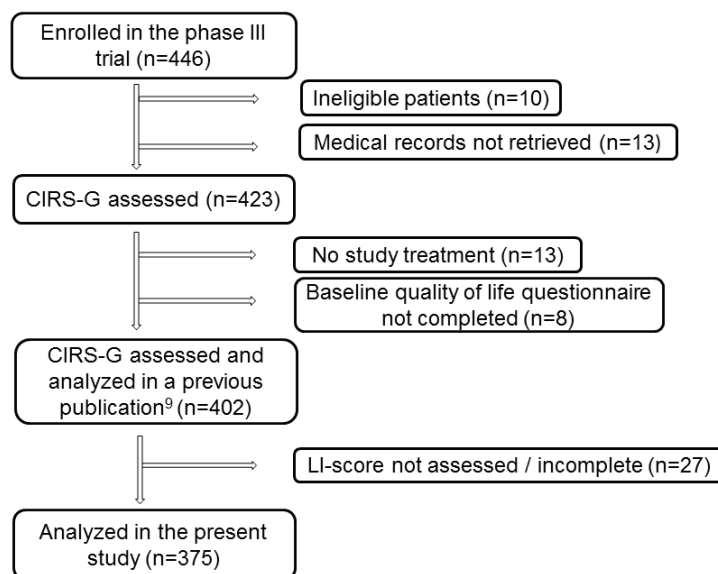 Enrolled in the phase III
trial (n=446)
Ineligible patients (n=10)
Medical records not retrieved (n=13)
CIRS-G assessed (n=423)
No study treatment (n=13)
Baseline quality of life questionnaire
not completed (n=8)
CIRS-G assessed and
analyzed in a previous
publication⁹ (n=402)
LI-score not assessed / incomplete (n=27)
Analyzed in the present
study (n=375)